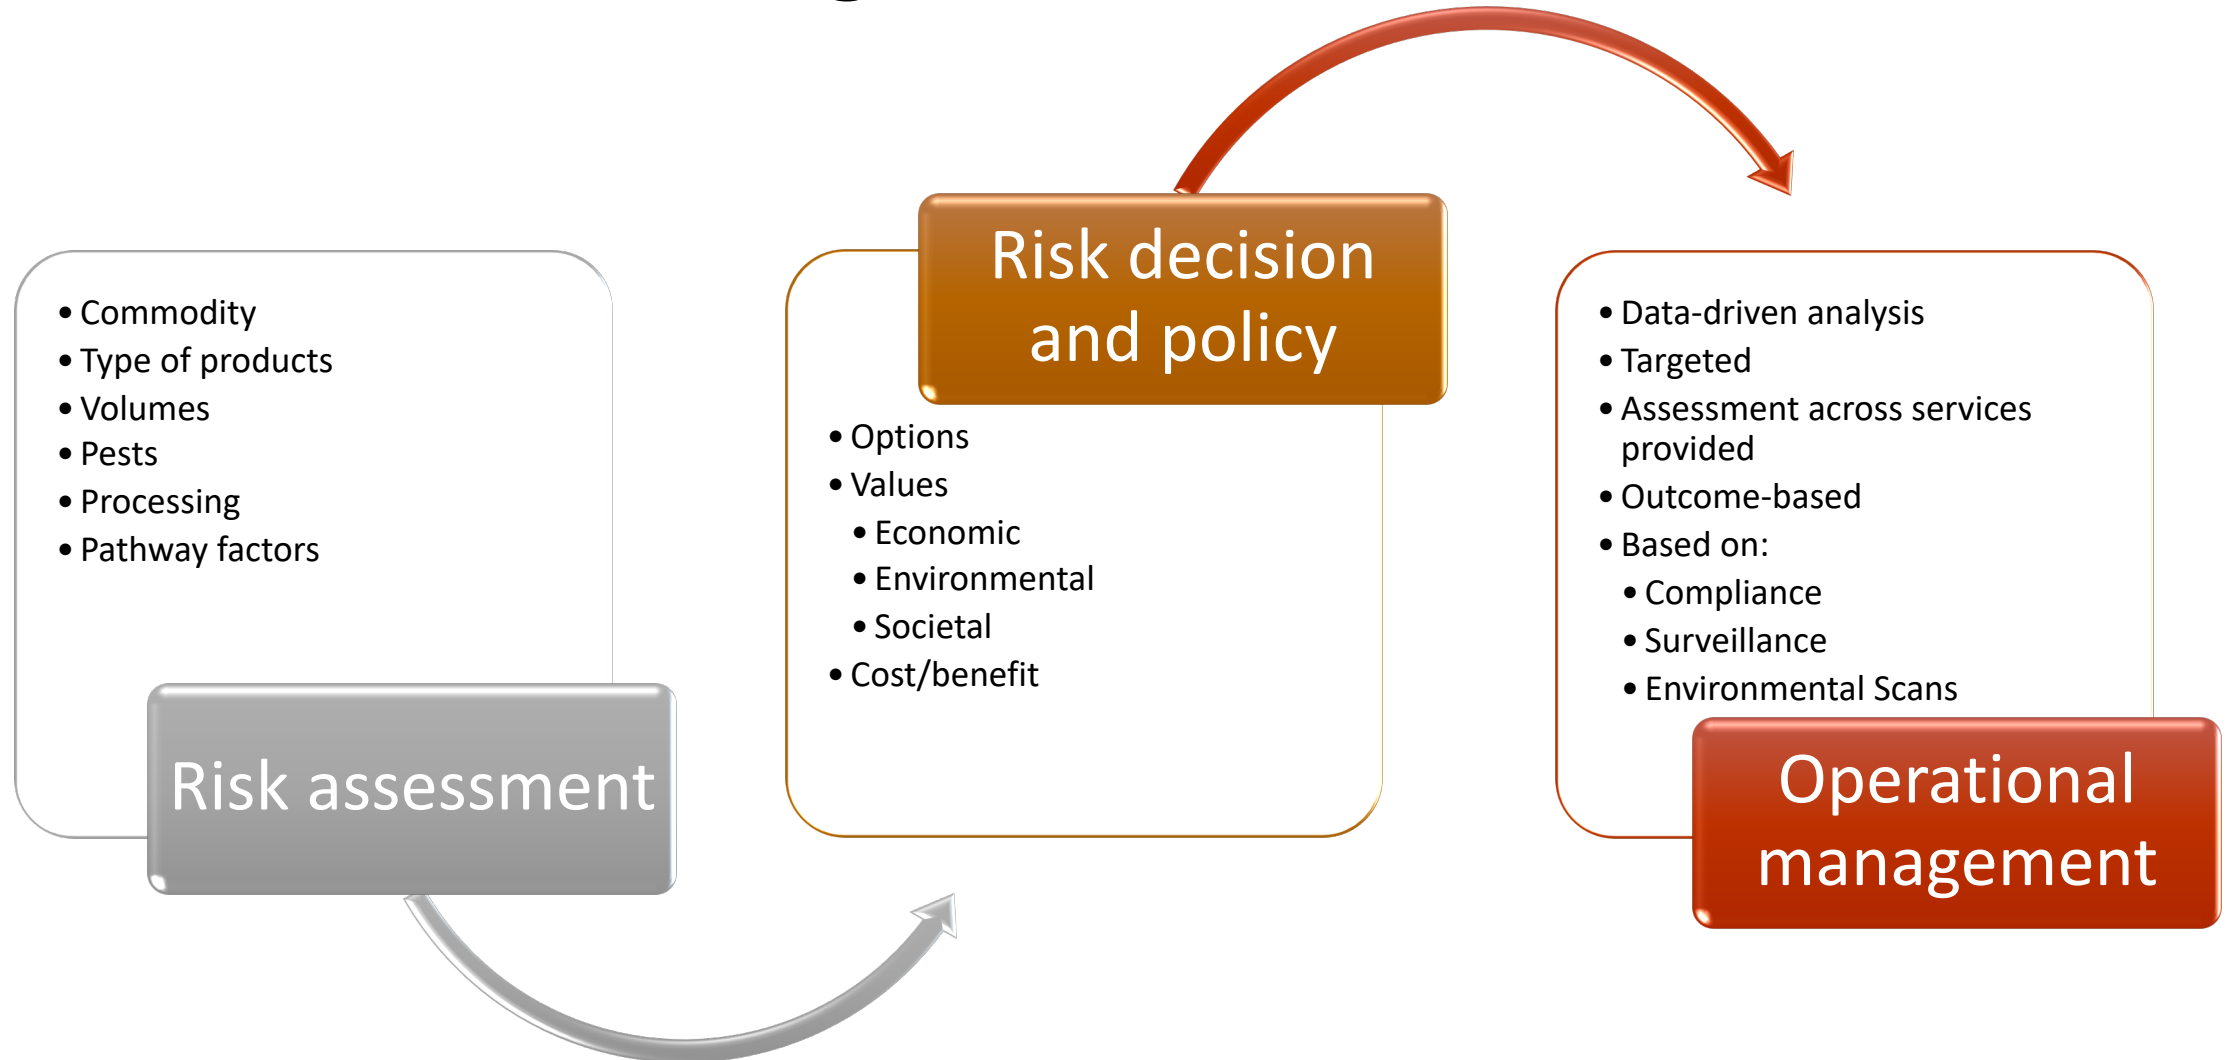 • Commodity
• Type of products
• Volumes
• Pests
• Processing
• Pathway factors
Risk assessment
Risk decision
and policy
• Options
• Values
• Economic
• Environmental
• Societal
• Cost/benefit
• Data-driven analysis
• Targeted
• Assessment across services
provided
• Outcome-based
• Based on:
• Compliance
• Surveillance
• Environmental Scans
Operational
management